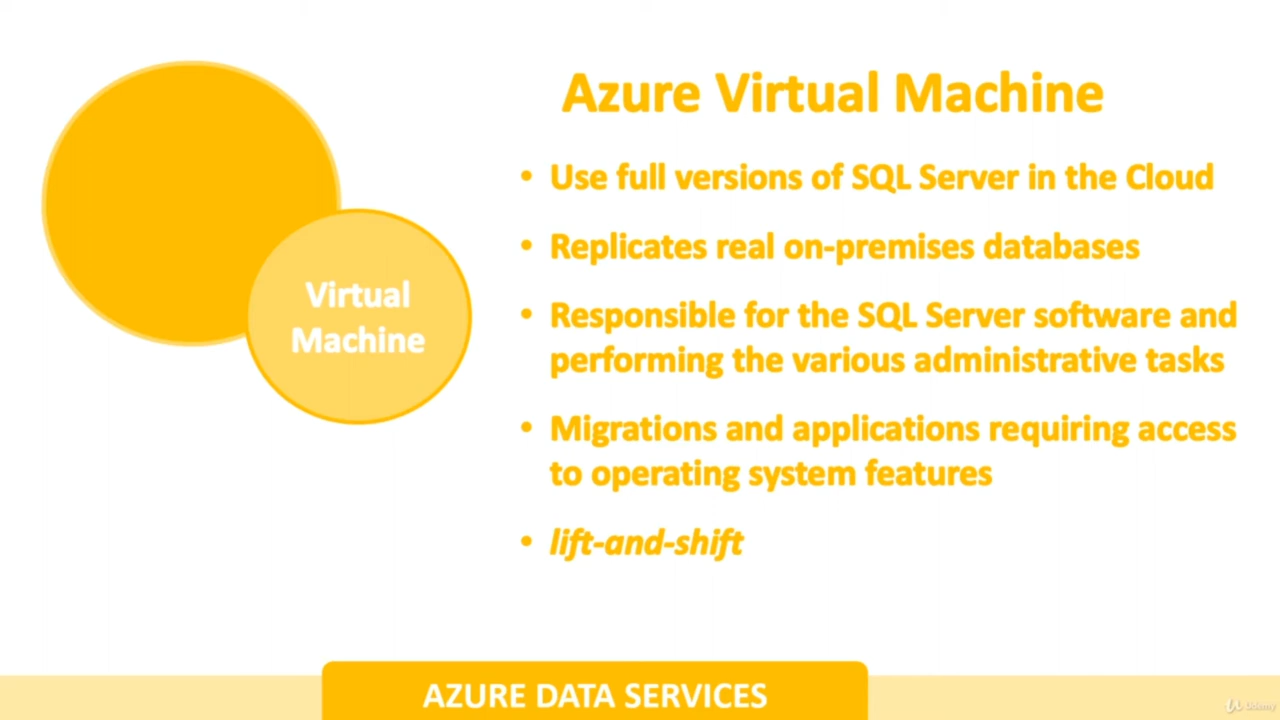 Azure Virtual Machine
• Use full versions of SQL Server in the Cloud
• Replicates real on-premises databases
• Responsible for the SQL Server software and
performing the various administrative tasks
• Migrations and applications requiring access
to operating system features
• lift-and-shift
Virtual
Machine
AZURE DATA SERVICES
Udemy